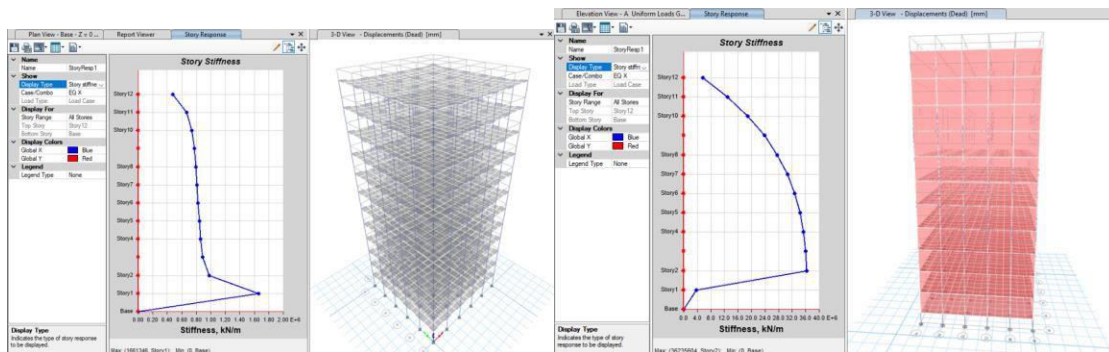 Plan View - Base - Z = 0 ...
Report Viewer
Story Response
Name
Name StoryResp1
Show
Display Type Story stiffne
Case/Combo EQ X
Load Type Load Case
Display For
Story Range All Stories
Top Story Story12
Bottom Story Base
Display Colors
Global X Blue
Global Y Red
Legend
Legend Type None
Display Type
Indicates the type of story response to be displayed.
Story Stiffness
Story12
Story11
Story10
Story8
Story7
Story6
Story5
Story4
Story2
Story1
Base
0.00 0.20 0.40 0.60 0.80 1.00 1.20 1.40 1.60 1.80 2.00 E+6
Stiffness, kN/m
3-D View - Displacements (Dead) [mm]
Elevation View - A Uniform Loads G...
Story Response
Name
Name StoryResp1
Show
Display Type Story stiffn
Case/Combo EQ X
Load Type Load Case
Display For
Story Range All Stories
Top Story Story12
Bottom Story Base
Display Colors
Global X Blue
Global Y Red
Legend
Legend Type None
Display Type
Indicates the type of story response to be displayed.
Story Stiffness
Story12
Story11
Story10
Story8
Story7
Story6
Story5
Story4
Story2
Story1
Base
0.0 4.0 8.0 12.0 16.0 20.0 24.0 28.0 32.0 36.0 40.0 E+6
Stiffness, kN/m
3-D View - Displacements (Dead) [mm]